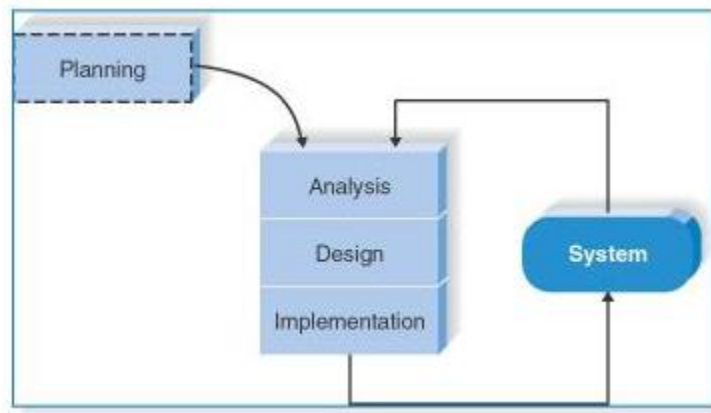 Planning
Analysis
Design
Implementation
System